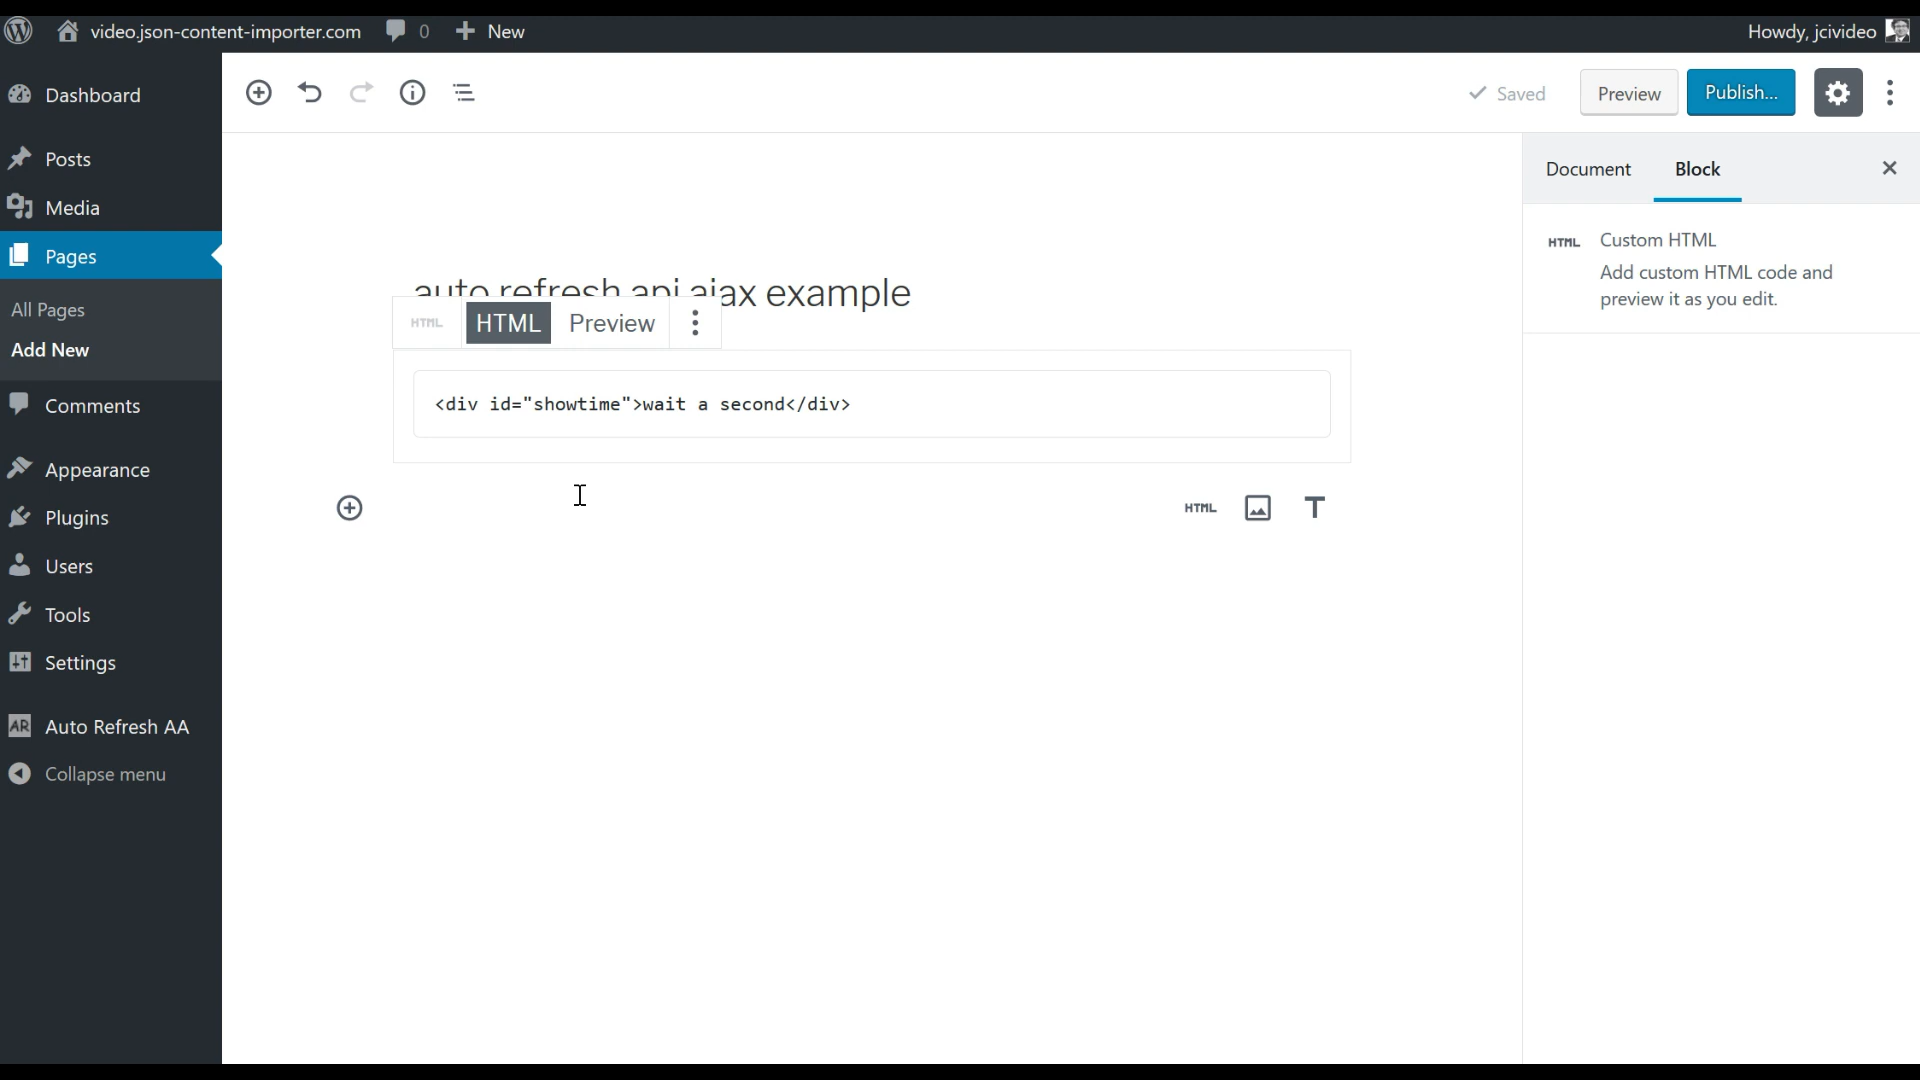 video.json-content-importer.com 0 New Howdy, jcivideo
Dashboard
Posts
Media
Pages
All Pages
Add New
Comments
Appearance
Plugins
Users
Tools
Settings
AR Auto Refresh AA
Collapse menu
Saved Preview Publish...
auto refresh api ajax example
HTML HTML Preview
<div id="showtime">wait a second</div>
HTML T
Document Block
HTML Custom HTML
Add custom HTML code and
preview it as you edit.